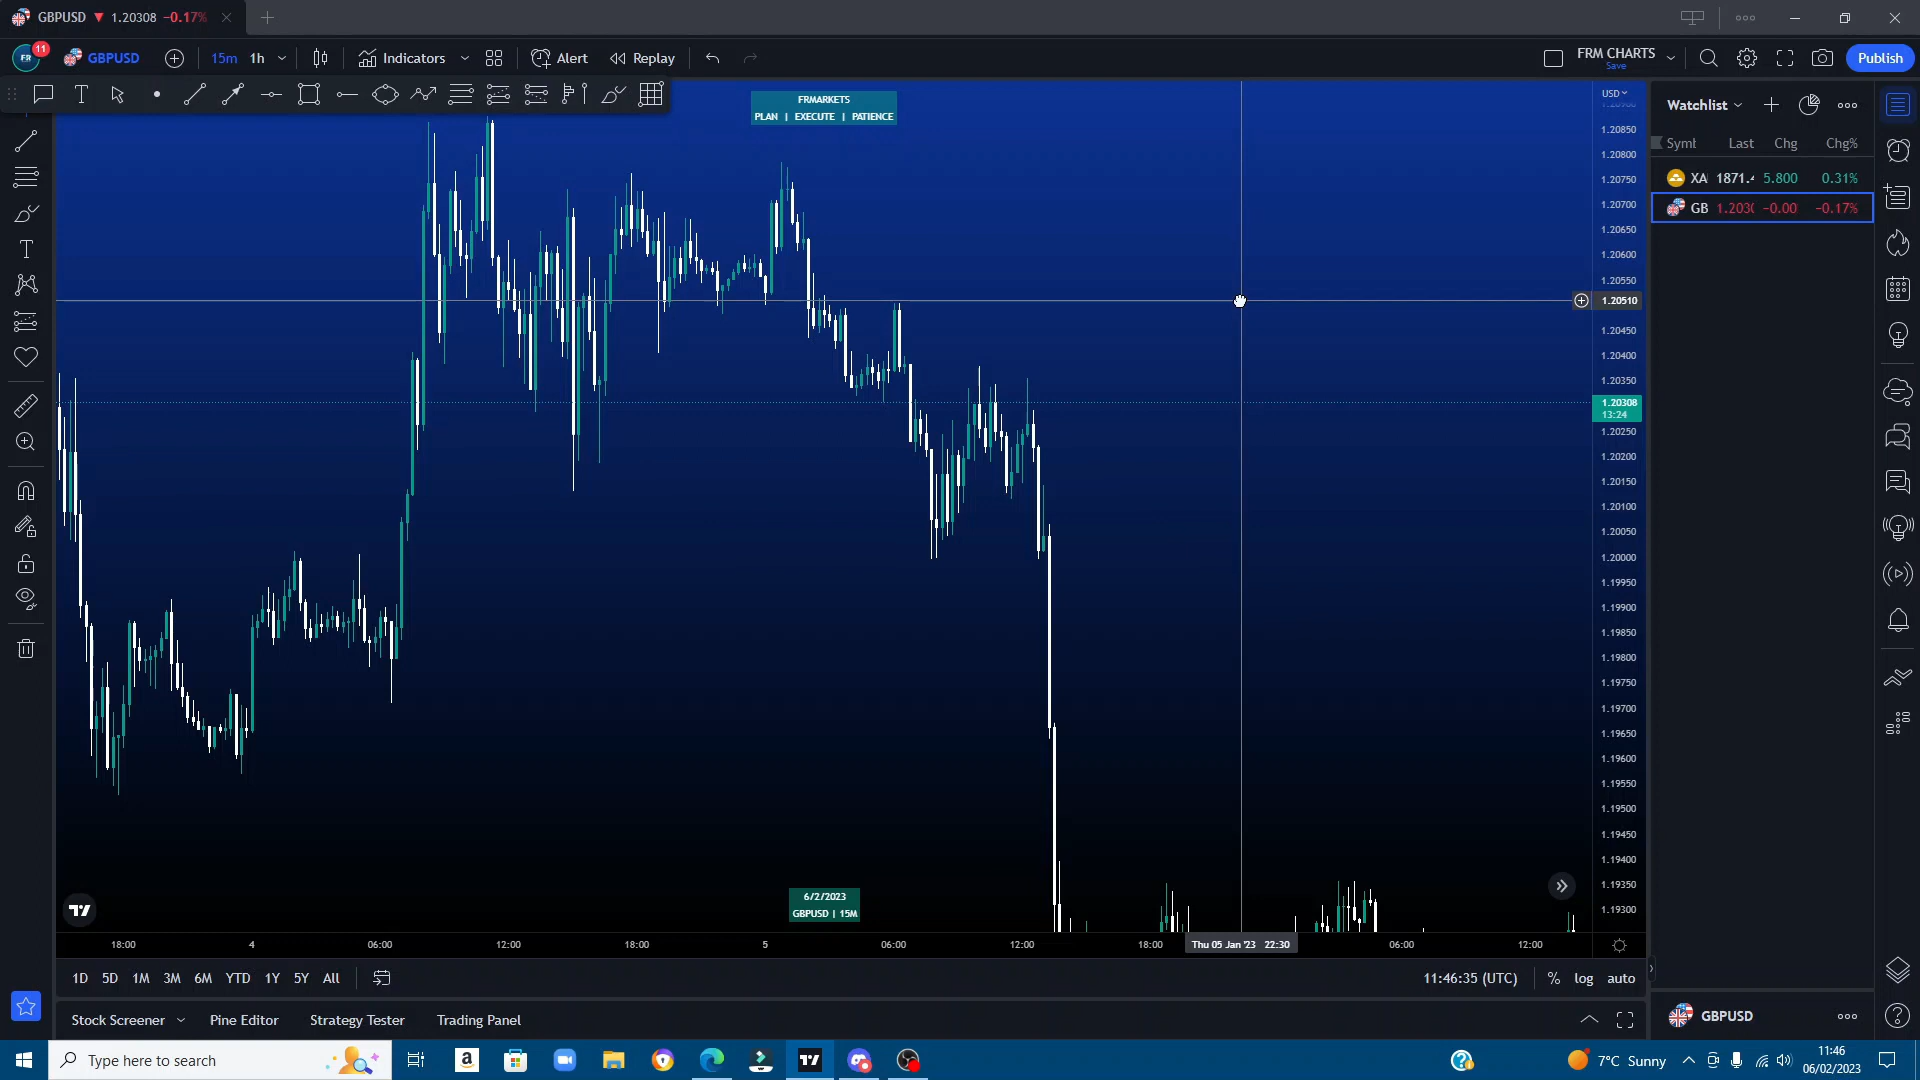 GBPUSD ▼ 1.20308 −0.17%
FR 11 GBPUSD 15m 1h Indicators Alert Replay FRM CHARTS Save Publish
FRMARKETS
PLAN | EXECUTE | PATIENCE
USD
1.20850
1.20800
1.20750
1.20700
1.20650
1.20600
1.20550
1.20510
1.20450
1.20400
1.20350
1.20308
13:24
1.20250
1.20200
1.20150
1.20100
1.20050
1.20000
1.19950
1.19900
1.19850
1.19800
1.19750
1.19700
1.19650
1.19600
1.19550
1.19500
1.19450
1.19400
1.19350
1.19300
Watchlist
Syml Last Chg Chg%
XA 1871.4 5.800 0.31%
GB 1.2030 −0.00 −0.17%
6/2/2023
GBPUSD | 15M
18:00 4 06:00 12:00 18:00 5 06:00 12:00 18:00 Thu 05 Jan '23 22:30 06:00 12:00
1D 5D 1M 3M 6M YTD 1Y 5Y All 11:46:35 (UTC) % log auto
Stock Screener Pine Editor Strategy Tester Trading Panel
GBPUSD
Type here to search
7°C Sunny
11:46
06/02/2023